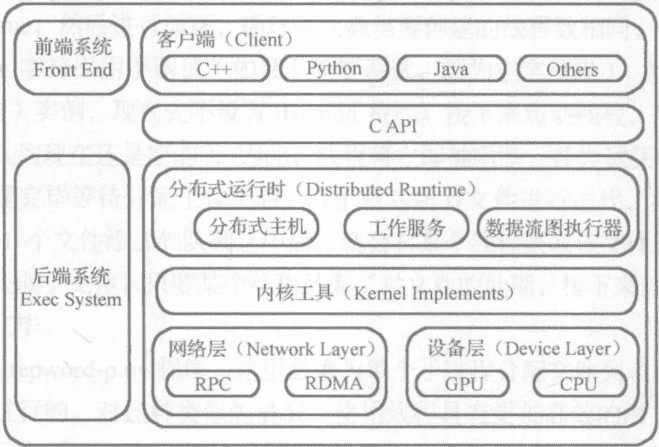 前端系统
Front End
客户端（Client）
C++
Python
Java
Others
C API
后端系统
Exec System
分布式运行时（Distributed Runtime）
分布式主机
工作服务
数据流图执行器
内核工具（Kernel Implements）
网络层（Network Layer）
RPC
RDMA
设备层（Device Layer）
GPU
CPU